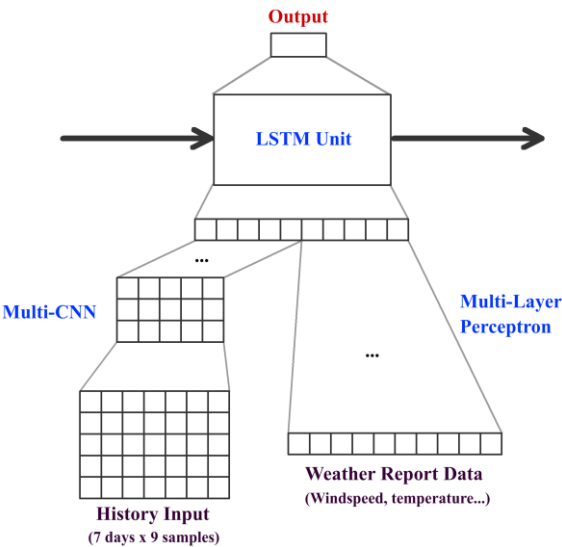 Output
LSTM Unit
...
Multi-CNN
Multi-Layer
Perceptron
...
Weather Report Data
(Windspeed, temperature...)
History Input
(7 days x 9 samples)